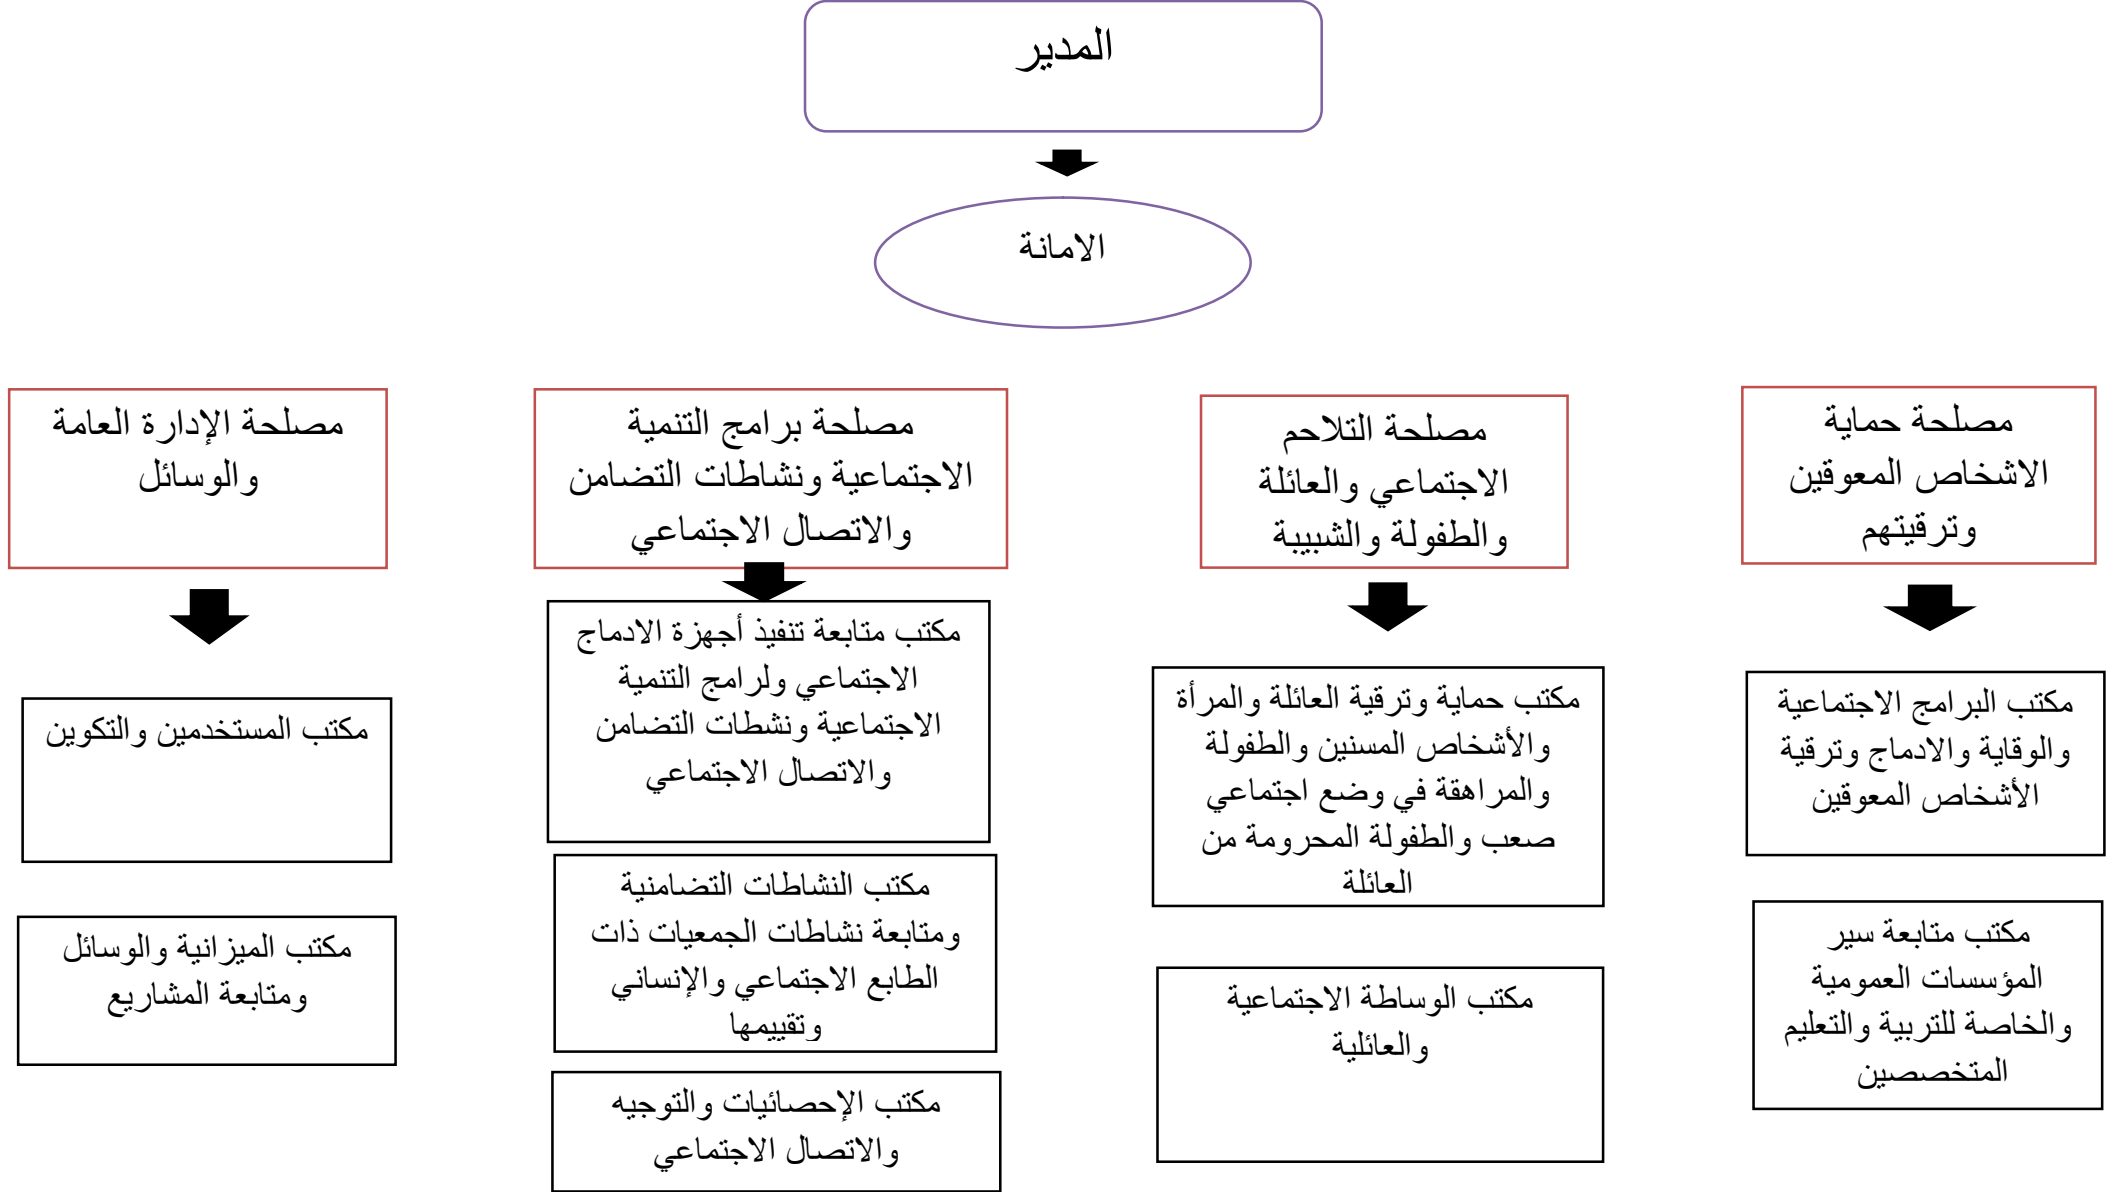 المدير
الامانة
مصلحة حماية
الاشخاص المعوقين
وترقيتهم
مصلحة التلاحم
الاجتماعي والعائلة
والطفولة والشبيبة
مصلحة برامج التنمية
الاجتماعية ونشاطات التضامن
والاتصال الاجتماعي
مصلحة الإدارة العامة
والوسائل
مكتب البرامج الاجتماعية
والوقاية والادماج وترقية
الأشخاص المعوقين
مكتب متابعة سير
المؤسسات العمومية
والخاصة للتربية والتعليم
المتخصصين
مكتب حماية وترقية العائلة والمرأة
والأشخاص المسنين والطفولة
والمراهقة في وضع اجتماعي
صعب والطفولة المحرومة من
العائلة
مكتب الوساطة الاجتماعية
والعائلية
مكتب متابعة تنفيذ أجهزة الادماج
الاجتماعي ولرامج التنمية
الاجتماعية ونشطات التضامن
والاتصال الاجتماعي
مكتب النشاطات التضامنية
ومتابعة نشاطات الجمعيات ذات
الطابع الاجتماعي والإنساني
وتقييمها
مكتب الإحصائيات والتوجيه
والاتصال الاجتماعي
مكتب المستخدمين والتكوين
مكتب الميزانية والوسائل
ومتابعة المشاريع